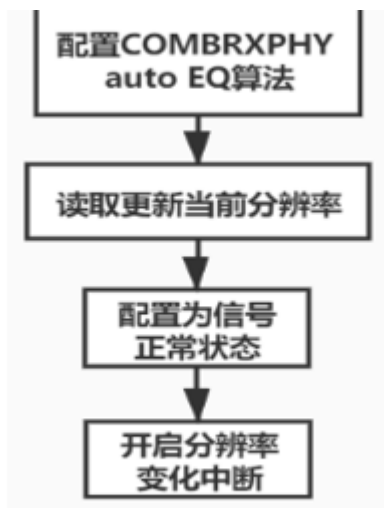 配置COMBRXPHY
auto EQ算法
读取更新当前分辨率
配置为信号
正常状态
开启分辨率
变化中断